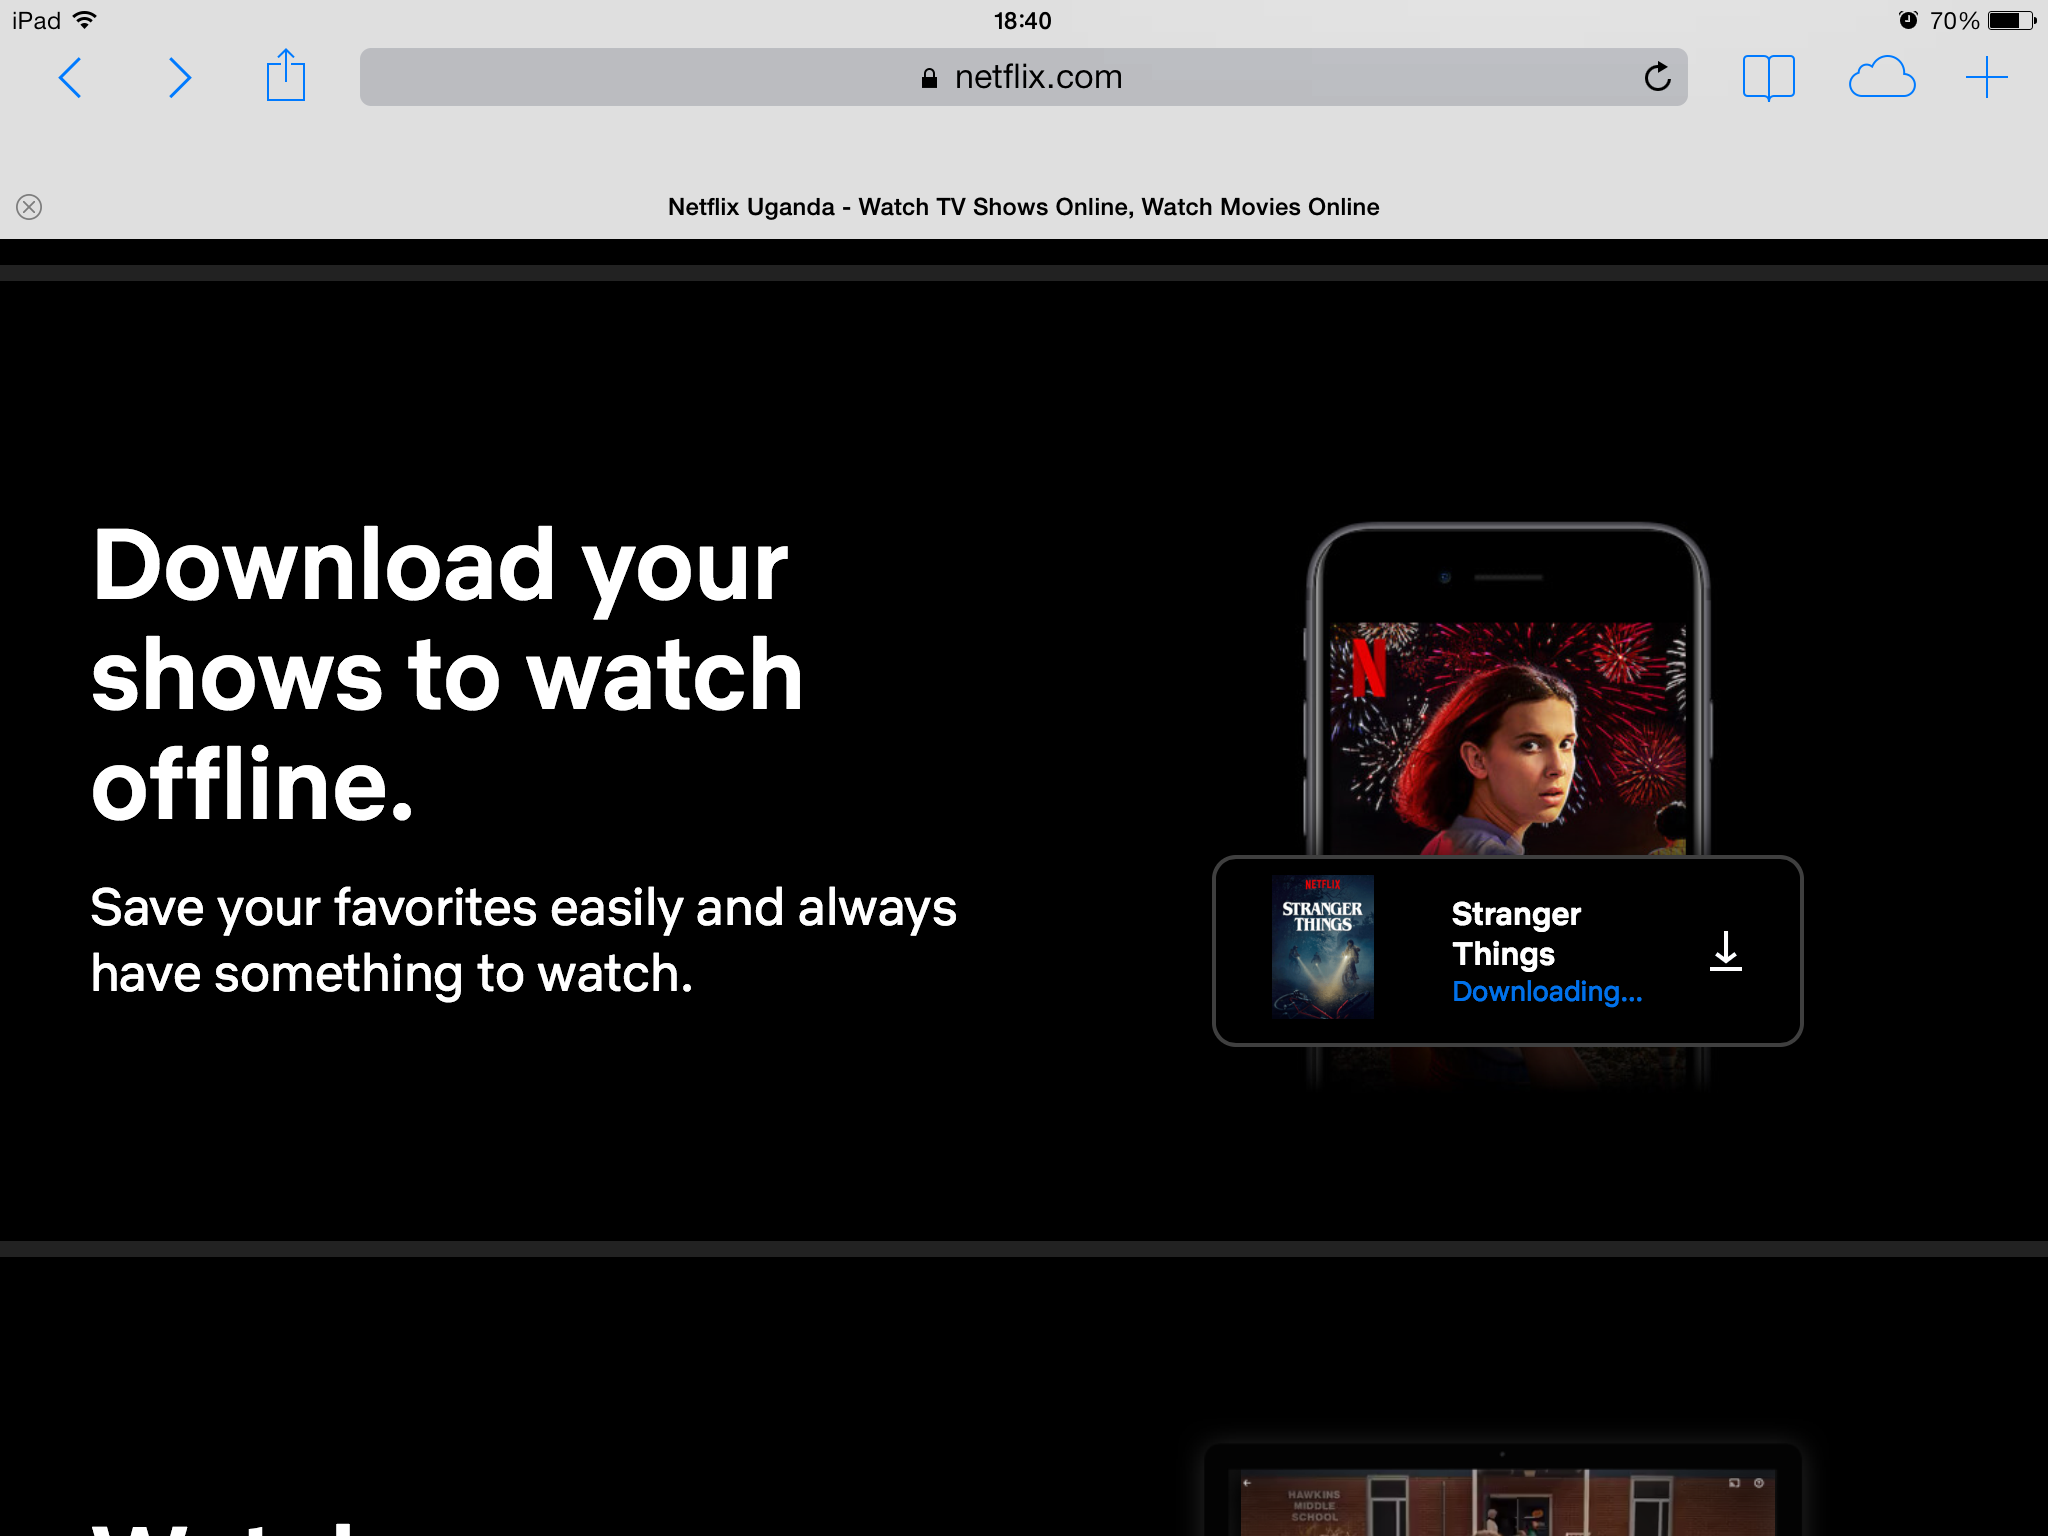 iPad 18:40 70%
netflix.com
Netflix Uganda - Watch TV Shows Online, Watch Movies Online
Download your
shows to watch
offline.
Save your favorites easily and always
have something to watch.
N
NETFLIX
STRANGER
THINGS
Stranger
Things
Downloading...
HAWKINS
MIDDLE
SCHOOL